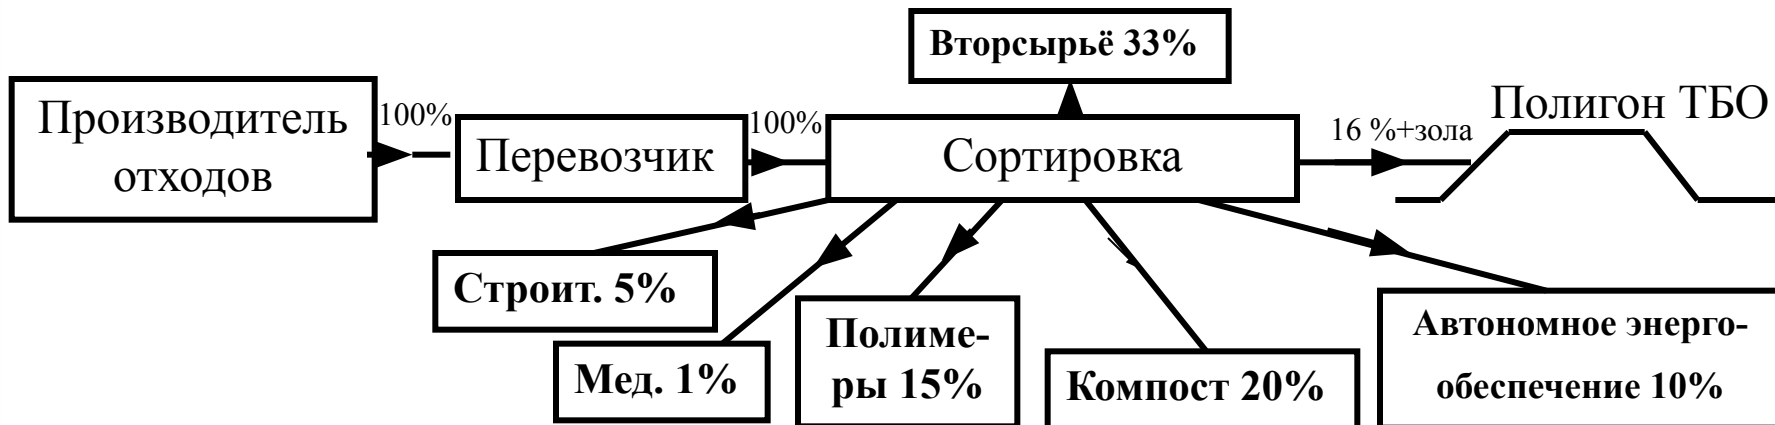 Вторсырьё 33%
Производитель
отходов
100%
Перевозчик
100%
Сортировка
16 %+зола
Полигон ТБО
Строит. 5%
Мед. 1%
Полиме-
ры 15%
Компост 20%
Автономное энерго-
обеспечение 10%